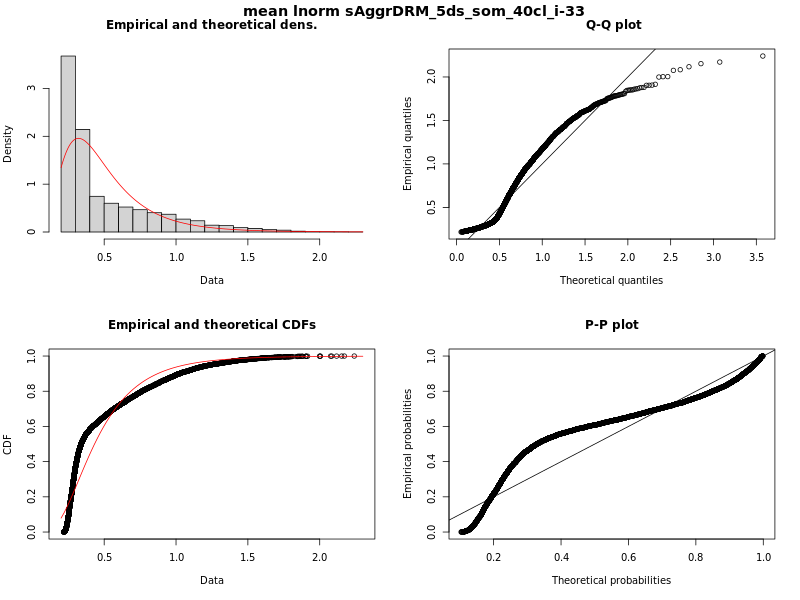 mean lnorm sAggrDRM_5ds_som_40cl_i-33
Empirical and theoretical dens.
Density
0 1 2 3
0.5 1.0 1.5 2.0
Data
Q-Q plot
Empirical quantiles
0.5 1.0 1.5 2.0
0.0 0.5 1.0 1.5 2.0 2.5 3.0 3.5
Theoretical quantiles
Empirical and theoretical CDFs
CDF
0.0 0.2 0.4 0.6 0.8 1.0
0.5 1.0 1.5 2.0
Data
P-P plot
Empirical probabilities
0.0 0.2 0.4 0.6 0.8 1.0
0.2 0.4 0.6 0.8 1.0
Theoretical probabilities